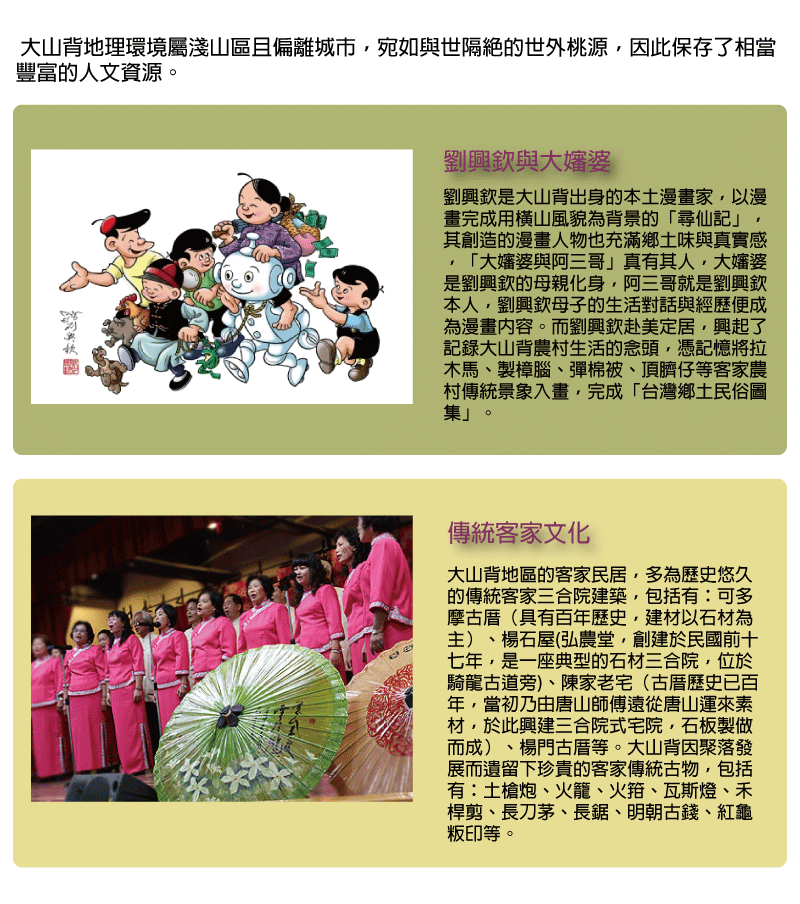 大山背地理環境屬淺山區且偏離城市，宛如與世隔絕的世外桃源，因此保存了相當
豐富的人文資源。
劉興欽與大嬸婆
劉興欽是大山背出身的本土漫畫家，以漫
畫完成用橫山風貌為背景的「尋仙記」，
其創造的漫畫人物也充滿鄉土味與真實感
，「大嬸婆與阿三哥」真有其人，大嬸婆
是劉興欽的母親化身，阿三哥就是劉興欽
本人，劉興欽母子的生活對話與經歷便成
為漫畫內容。而劉興欽赴美定居，興起了
記錄大山背農村生活的念頭，憑記憶將拉
木馬、製樟腦、彈棉被、頂臍仔等客家農
村傳統景象入畫，完成「台灣鄉土民俗圖
集」。
劉興欽
傳統客家文化
大山背地區的客家民居，多為歷史悠久
的傳統客家三合院建築，包括有：可多
摩古厝（具有百年歷史，建材以石材為
主）、楊石屋(弘農堂，創建於民國前十
七年，是一座典型的石材三合院，位於
騎龍古道旁)、陳家老宅（古厝歷史已百
年，當初乃由唐山師傅遠從唐山運來素
材，於此興建三合院式宅院，石板製做
而成）、楊門古厝等。大山背因聚落發
展而遺留下珍貴的客家傳統古物，包括
有：土槍炮、火籠、火筘、瓦斯燈、禾
桿剪、長刀茅、長鋸、明朝古錢、紅龜
粄印等。